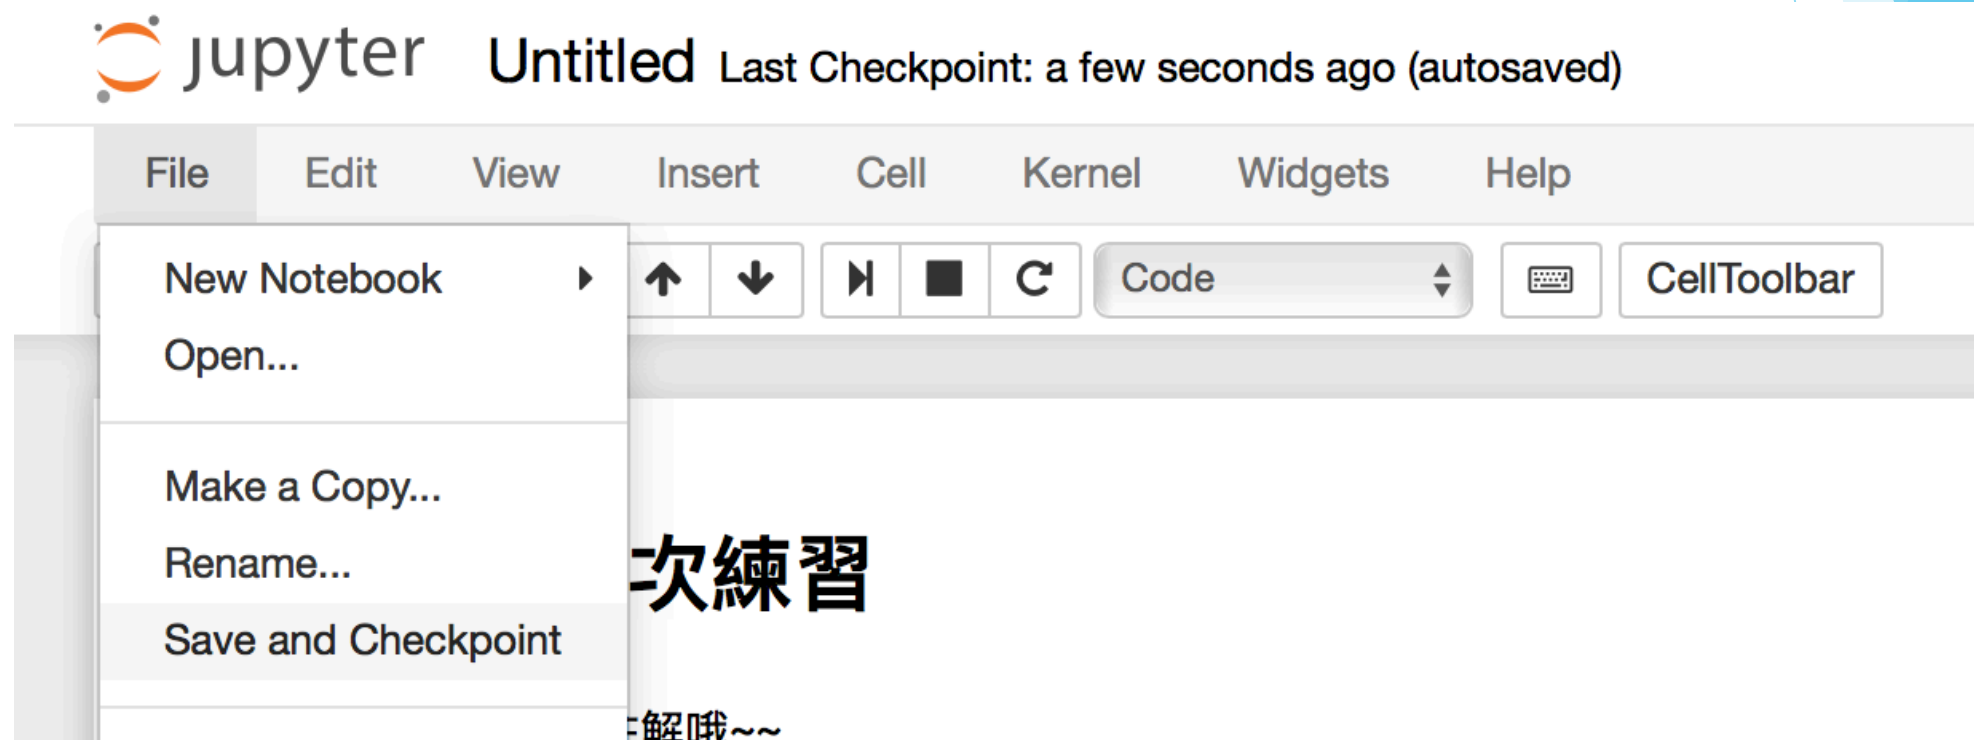 jupyter Untitled Last Checkpoint: a few seconds ago (autosaved)
File Edit View Insert Cell Kernel Widgets Help
New Notebook
Code
CellToolbar
Open...
Make a Copy...
Rename...
次練習
Save and Checkpoint
解哦~~